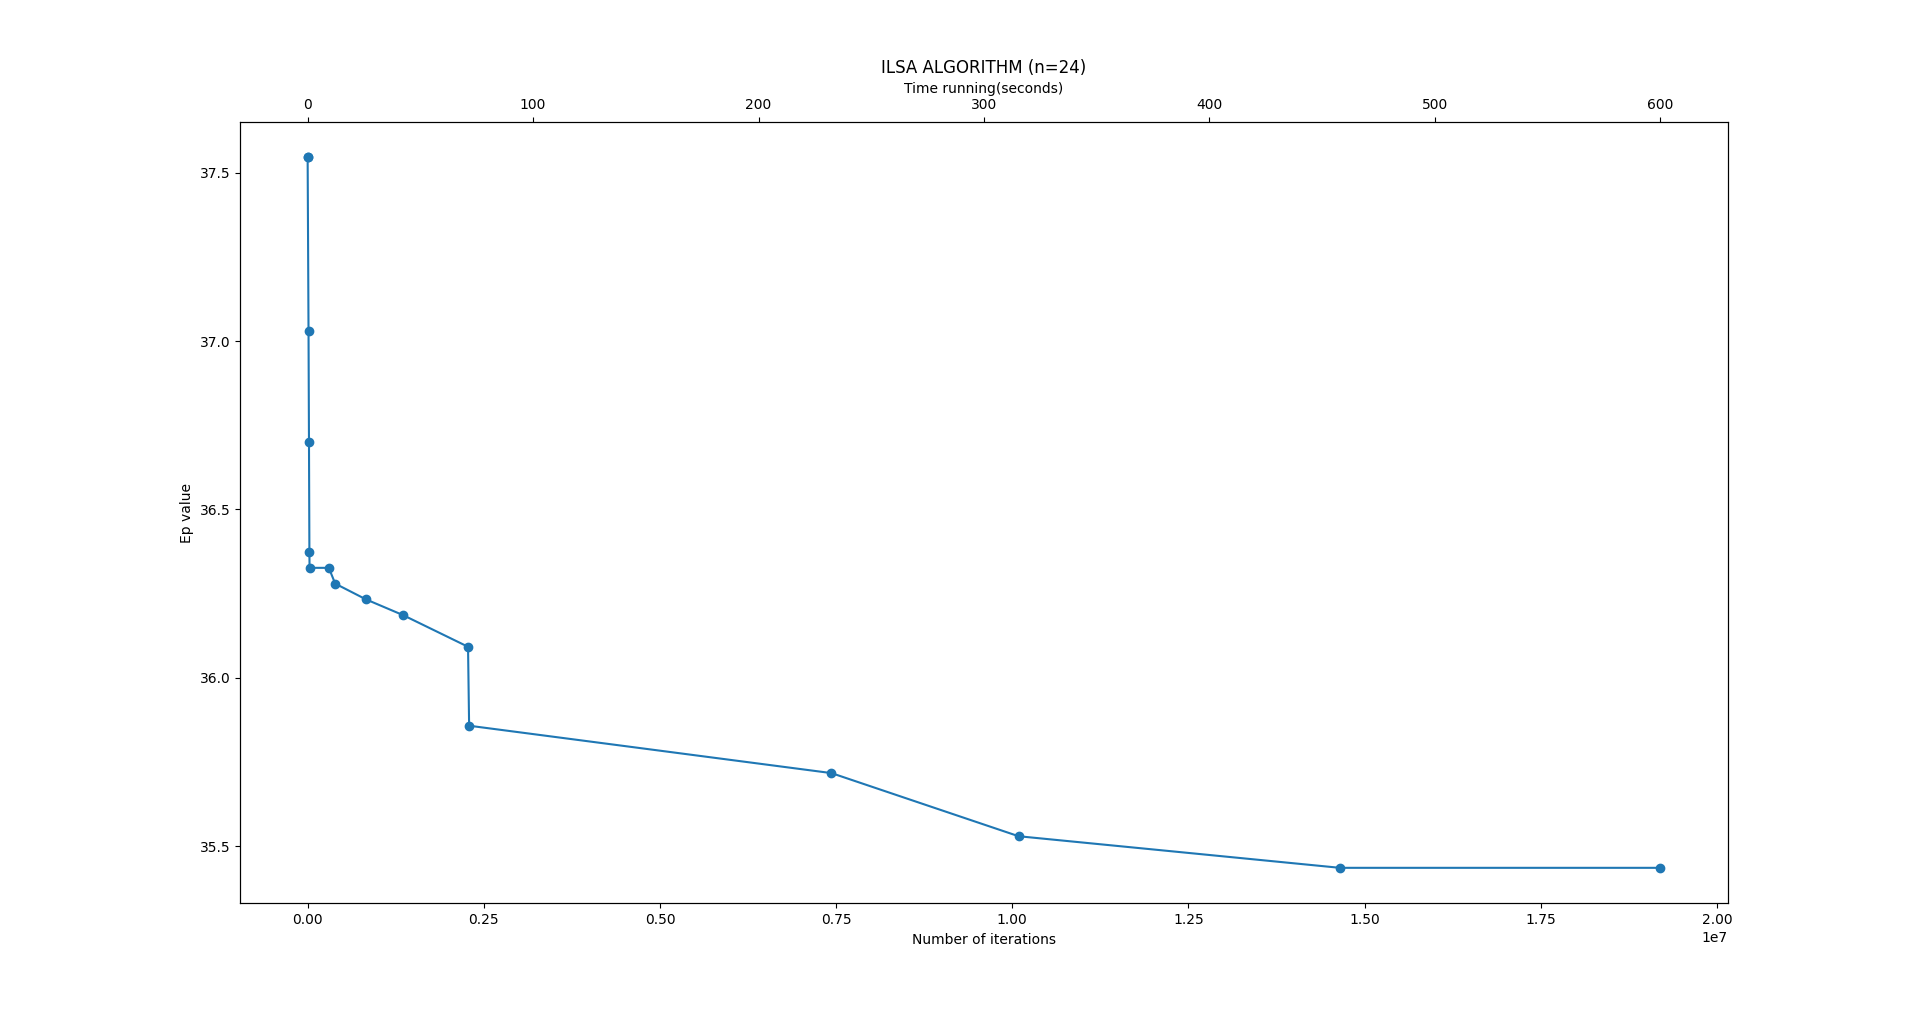 ILSA ALGORITHM (n=24)
Time running(seconds)
0 100 200 300 400 500 600
37.5
37.0
36.5
36.0
35.5
Ep value
0.00 0.25 0.50 0.75 1.00 1.25 1.50 1.75 2.00
1e7
Number of iterations